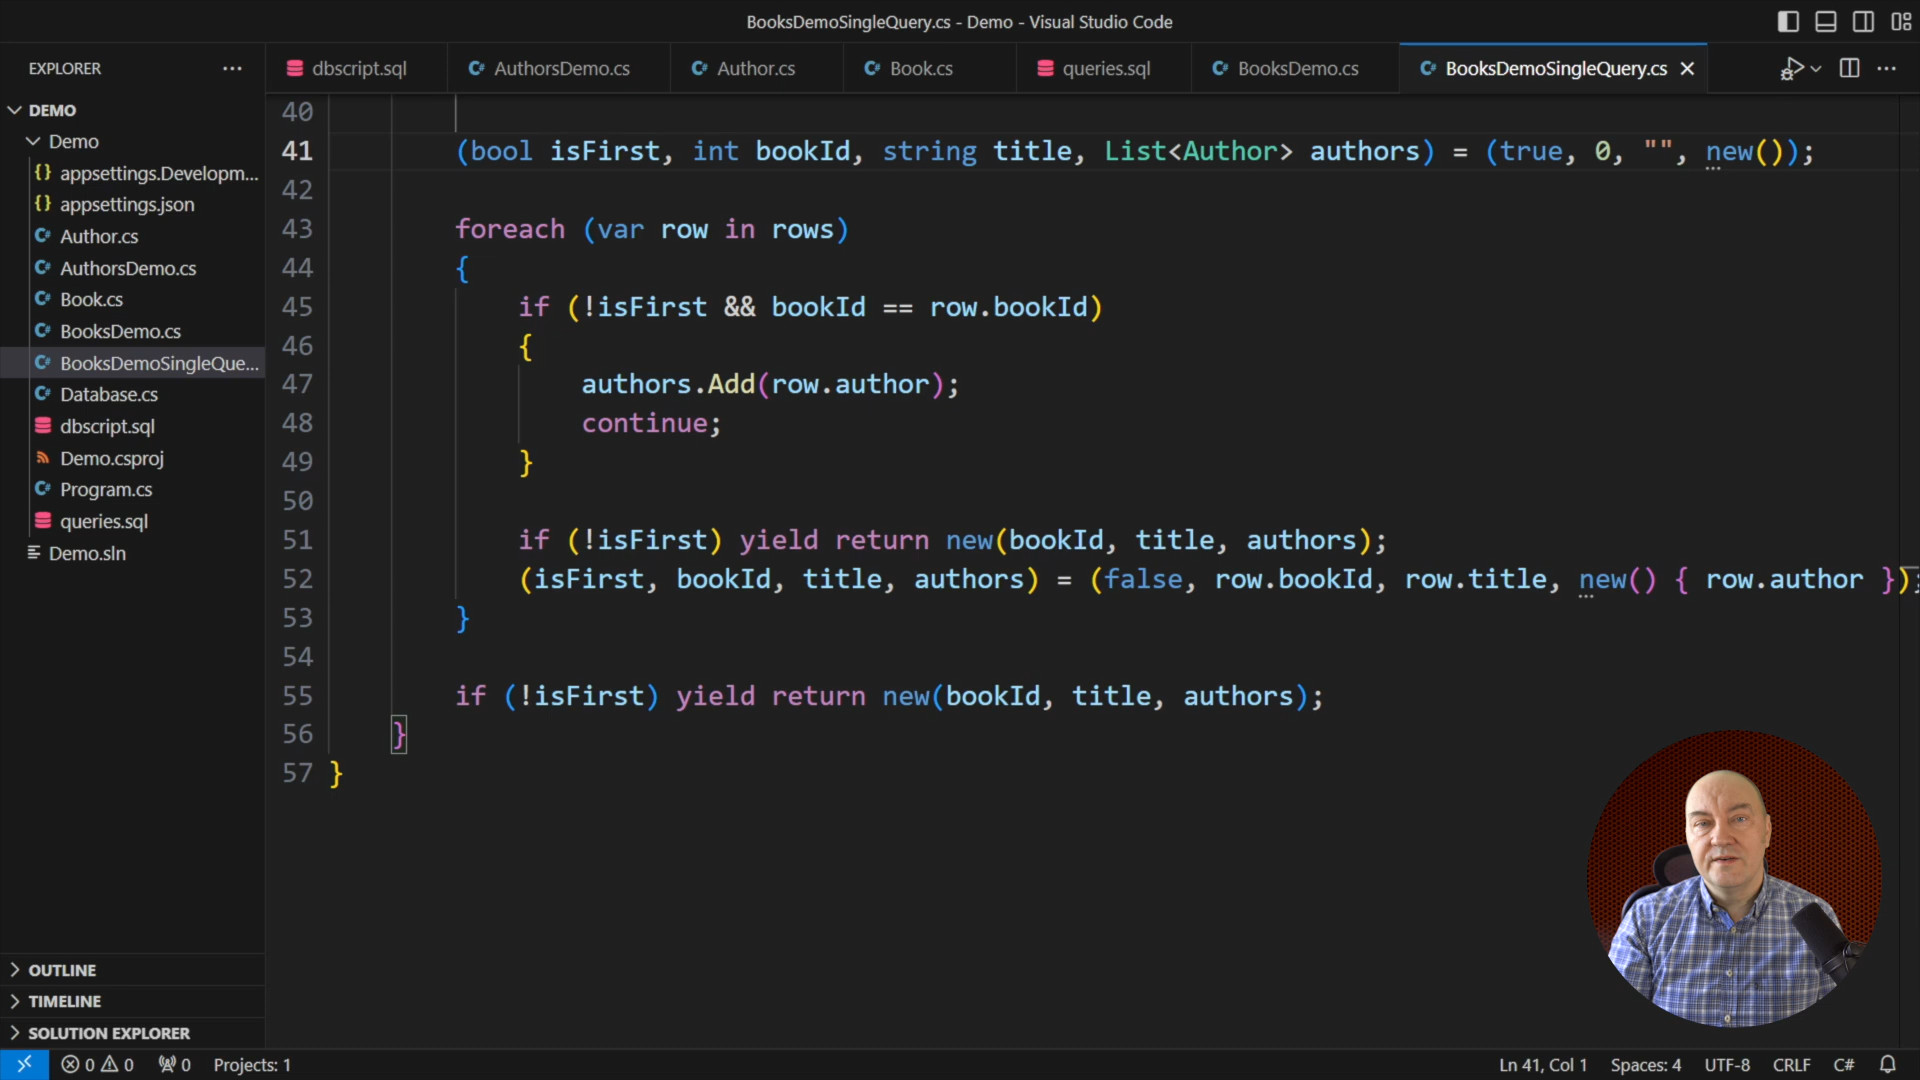 BooksDemoSingleQuery.cs - Demo - Visual Studio Code
EXPLORER
dbscript.sql
AuthorsDemo.cs
Author.cs
Book.cs
queries.sql
BooksDemo.cs
BooksDemoSingleQuery.cs
DEMO
Demo
appsettings.Developm...
appsettings.json
Author.cs
AuthorsDemo.cs
Book.cs
BooksDemo.cs
BooksDemoSingleQue...
Database.cs
dbscript.sql
Demo.csproj
Program.cs
queries.sql
Demo.sln
OUTLINE
TIMELINE
SOLUTION EXPLORER
40
41 (bool isFirst, int bookId, string title, List<Author> authors) = (true, 0, "", new());
42
43 foreach (var row in rows)
44 {
45 if (!isFirst && bookId == row.bookId)
46 {
47 authors.Add(row.author);
48 continue;
49 }
50
51 if (!isFirst) yield return new(bookId, title, authors);
52 (isFirst, bookId, title, authors) = (false, row.bookId, row.title, new() { row.author });
53 }
54
55 if (!isFirst) yield return new(bookId, title, authors);
56 }
57 }
0 0 0 Projects: 1
Ln 41, Col 1 Spaces: 4 UTF-8 CRLF C#